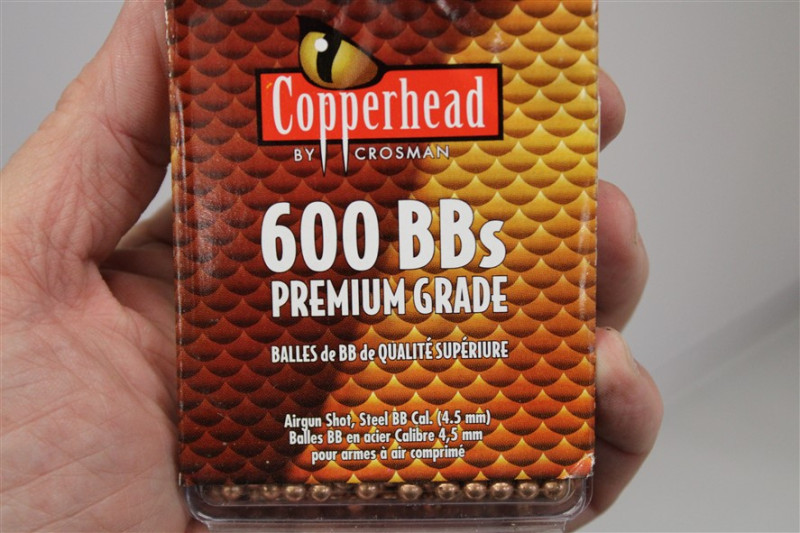 Copperhead
BY CROSMAN
600 BBs
PREMIUM GRADE
BALLES de BB de QUALITÉ SUPÉRIEURE
Airgun Shot, Steel BB Cal. (4.5 mm)
Balles BB en acier Calibre 4,5 mm
pour armes à air comprimé